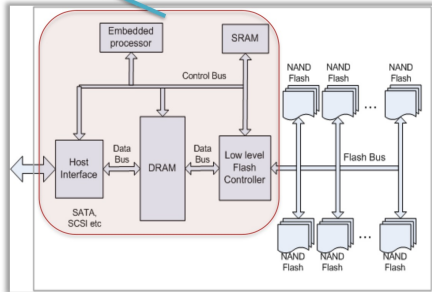 Embedded
processor
SRAM
Control Bus
NAND
Flash
NAND
Flash
NAND
Flash
...
Data
Bus
Data
Bus
Host
Interface
DRAM
Low level
Flash
Controller
Flash Bus
SATA,
SCSI etc
...
NAND
Flash
NAND
Flash
NAND
Flash